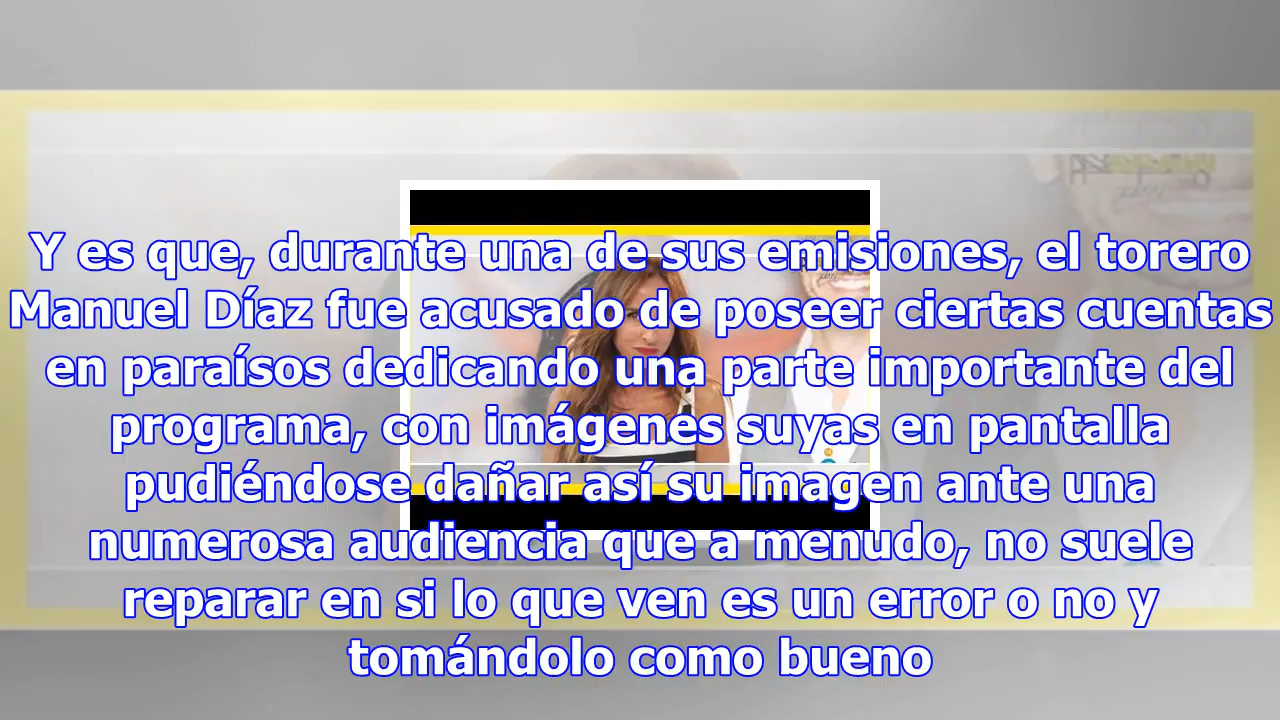 Y es que, durante una de sus emisiones, el torero
Manuel Díaz fue acusado de poseer ciertas cuentas
en paraísos dedicando una parte importante del
programa, con imágenes suyas en pantalla
pudiéndose dañar así su imagen ante una
numerosa audiencia que a menudo, no suele
reparar en si lo que ven es un error o no y
tomándolo como bueno